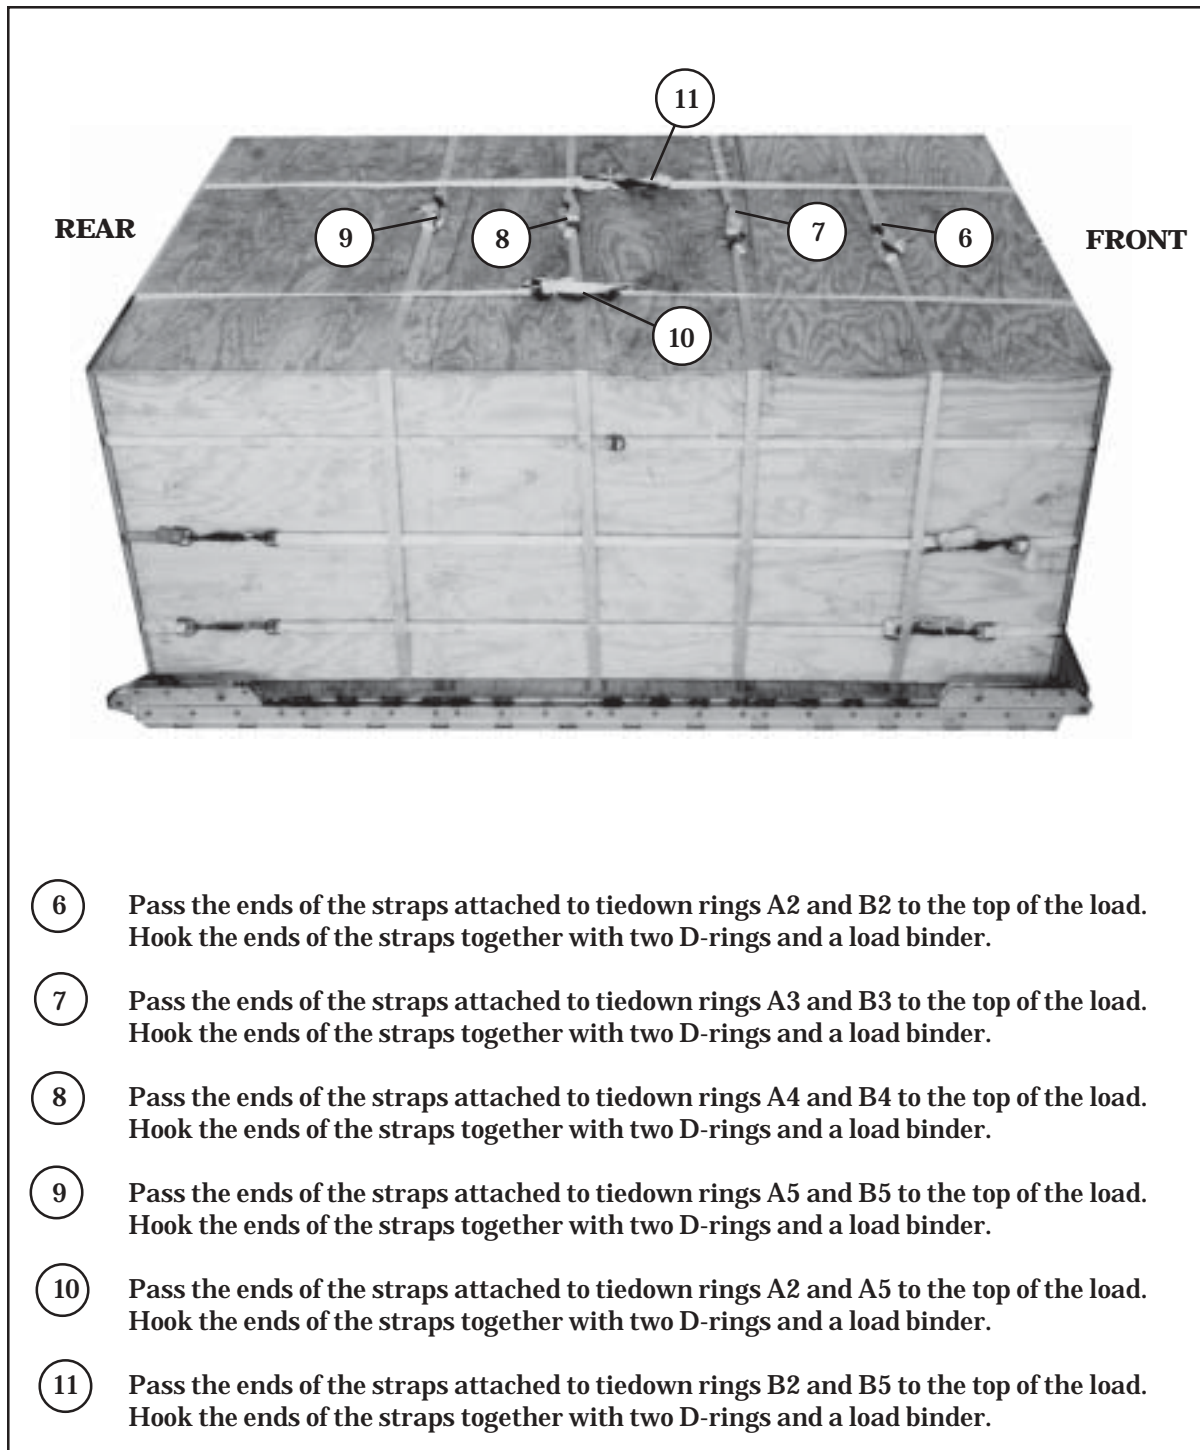 11
REAR
9
8
7
6
FRONT
10
6 Pass the ends of the straps attached to tiedown rings A2 and B2 to the top of the load.
Hook the ends of the straps together with two D-rings and a load binder.
7 Pass the ends of the straps attached to tiedown rings A3 and B3 to the top of the load.
Hook the ends of the straps together with two D-rings and a load binder.
8 Pass the ends of the straps attached to tiedown rings A4 and B4 to the top of the load.
Hook the ends of the straps together with two D-rings and a load binder.
9 Pass the ends of the straps attached to tiedown rings A5 and B5 to the top of the load.
Hook the ends of the straps together with two D-rings and a load binder.
10 Pass the ends of the straps attached to tiedown rings A2 and A5 to the top of the load.
Hook the ends of the straps together with two D-rings and a load binder.
11 Pass the ends of the straps attached to tiedown rings B2 and B5 to the top of the load.
Hook the ends of the straps together with two D-rings and a load binder.